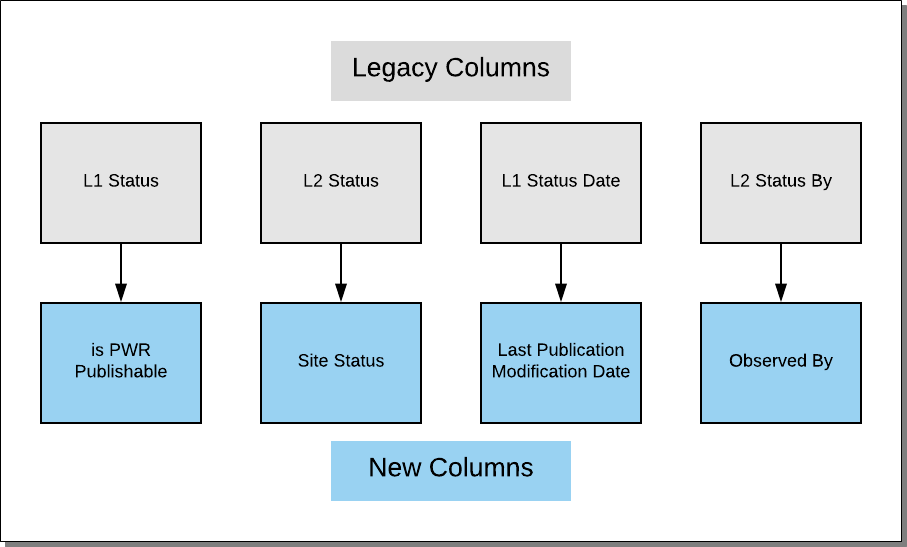 Legacy Columns
L1 Status
L2 Status
L1 Status Date
L2 Status By
is PWR
Publishable
Site Status
Last Publication
Modification Date
Observed By
New Columns